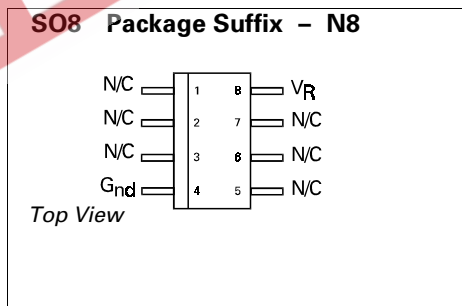 SO8 Package Suffix – N8
N/C 1 8 VR
N/C 2 7 N/C
N/C 3 6 N/C
Gnd 4 5 N/C
Top View